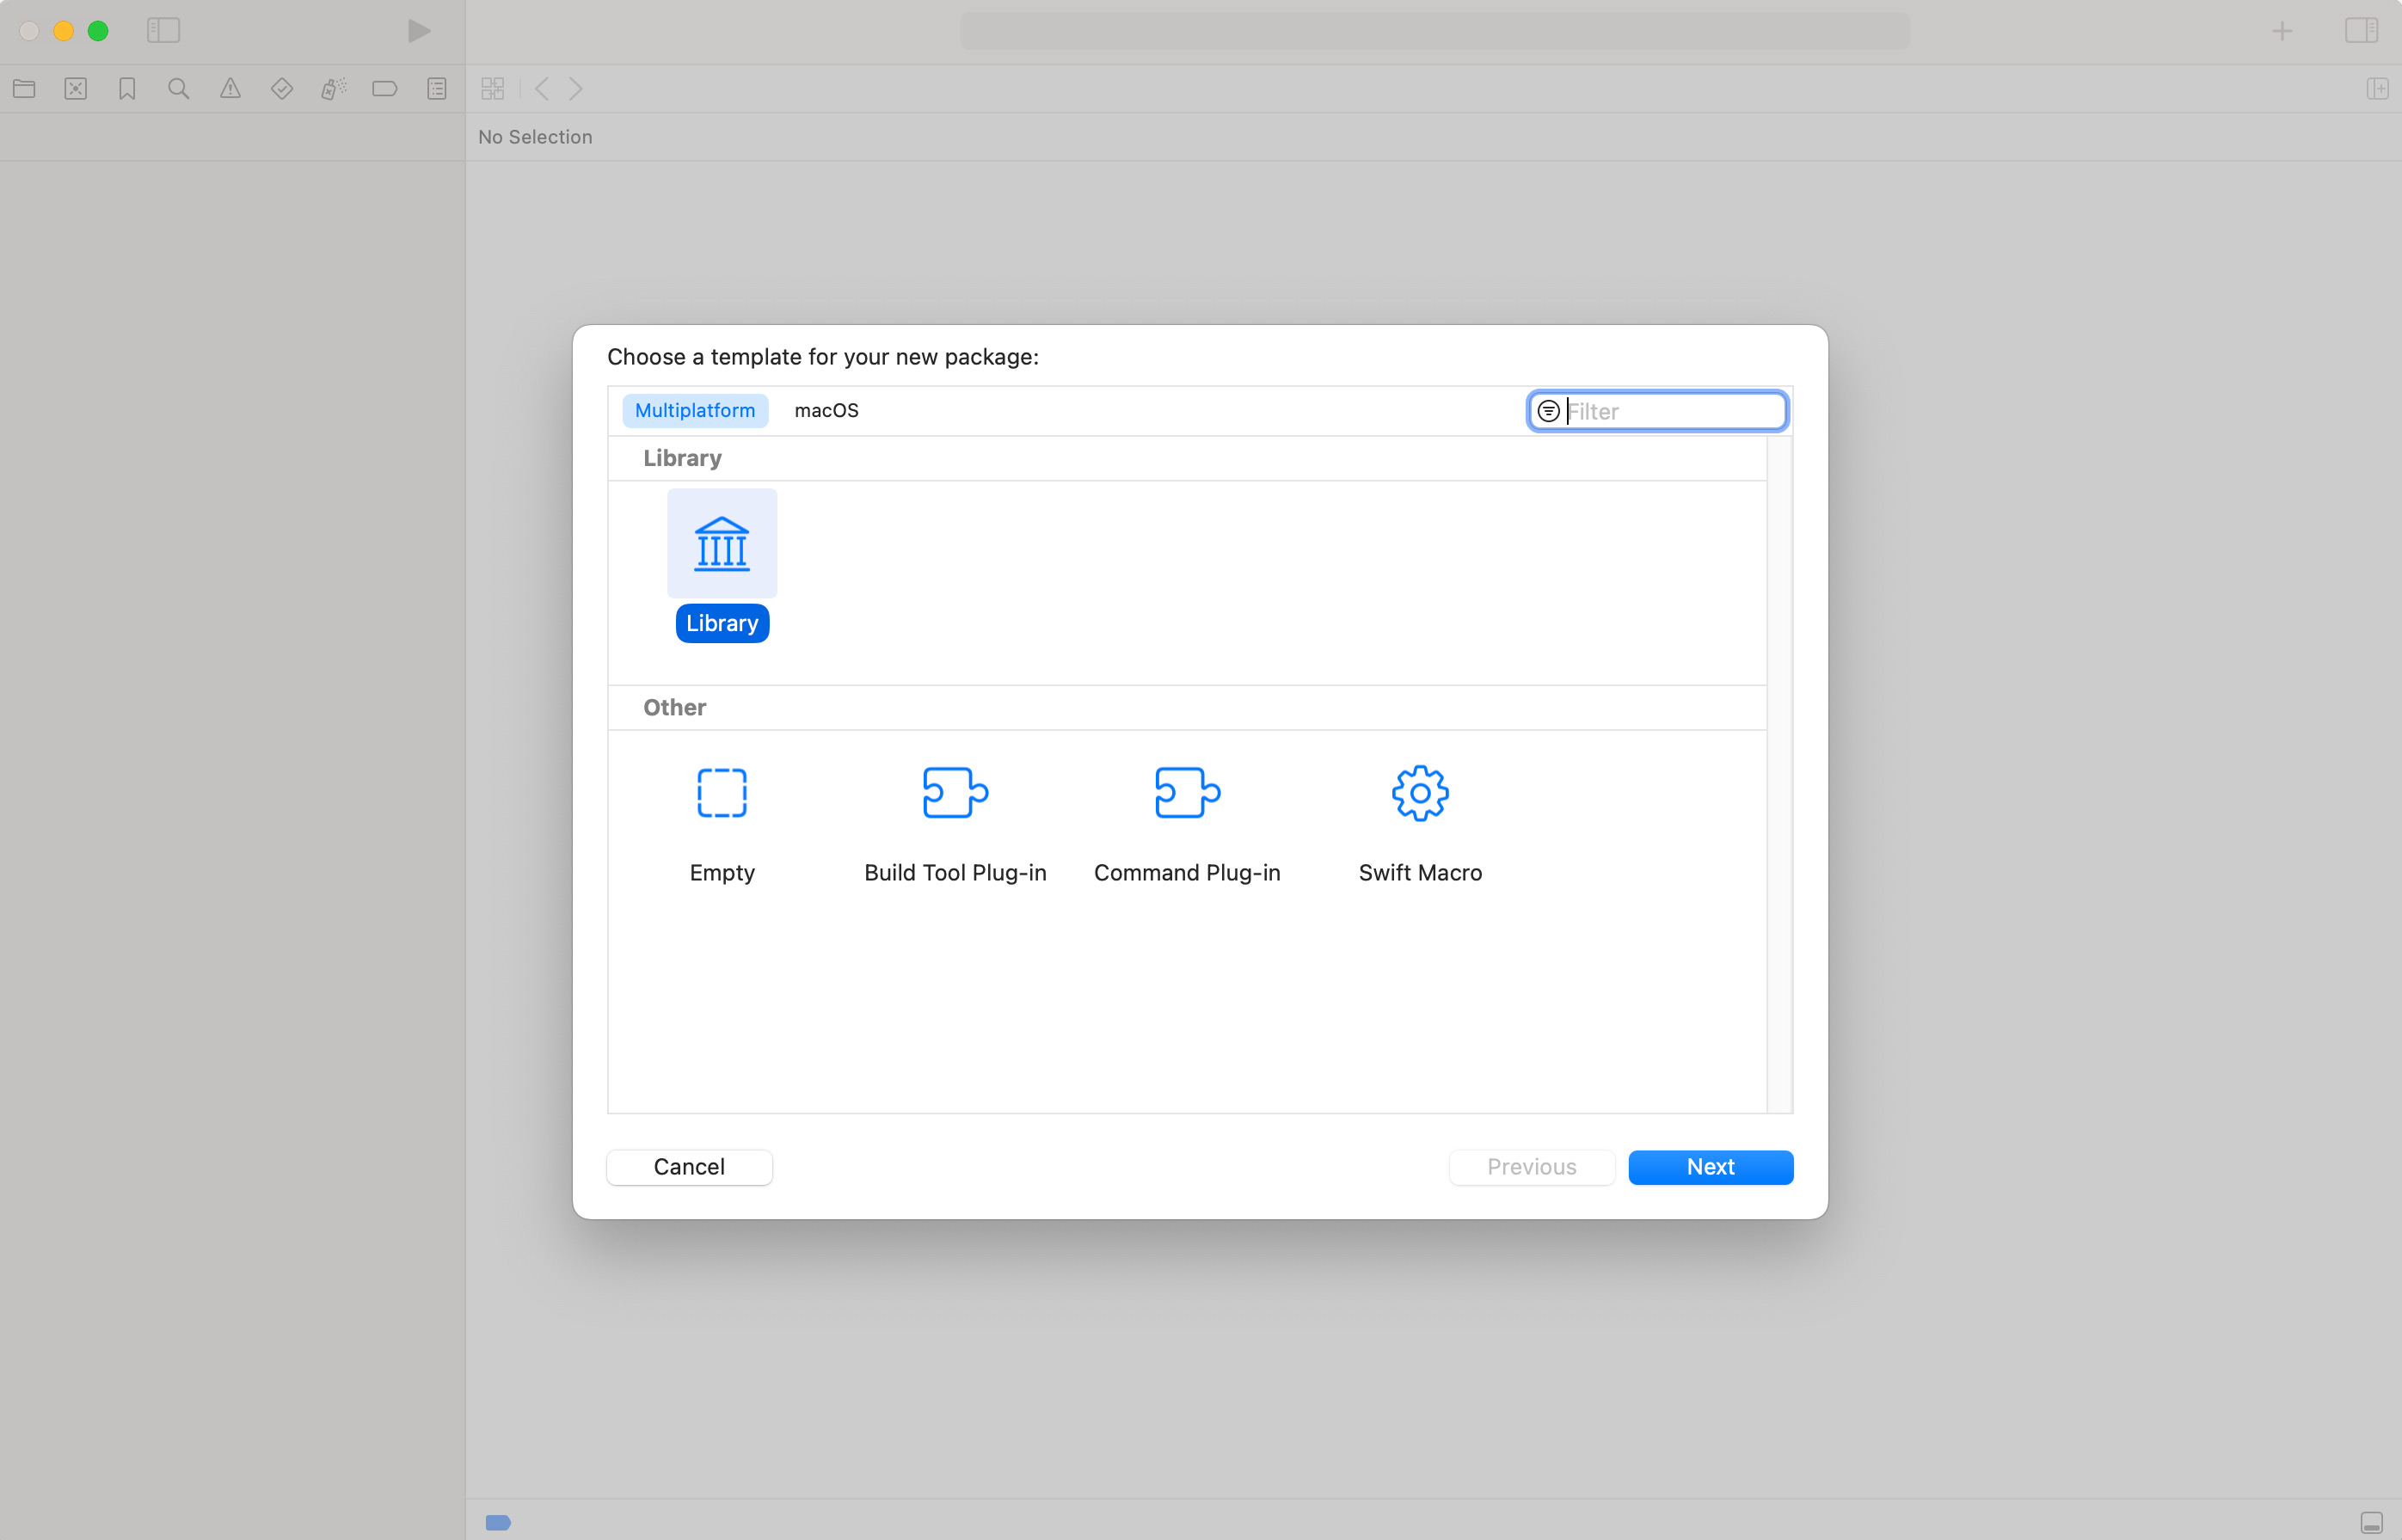 No Selection
Choose a template for your new package:
Multiplatform macOS Filter
Library
Library
Other
Empty Build Tool Plug-in Command Plug-in Swift Macro
Cancel Previous Next